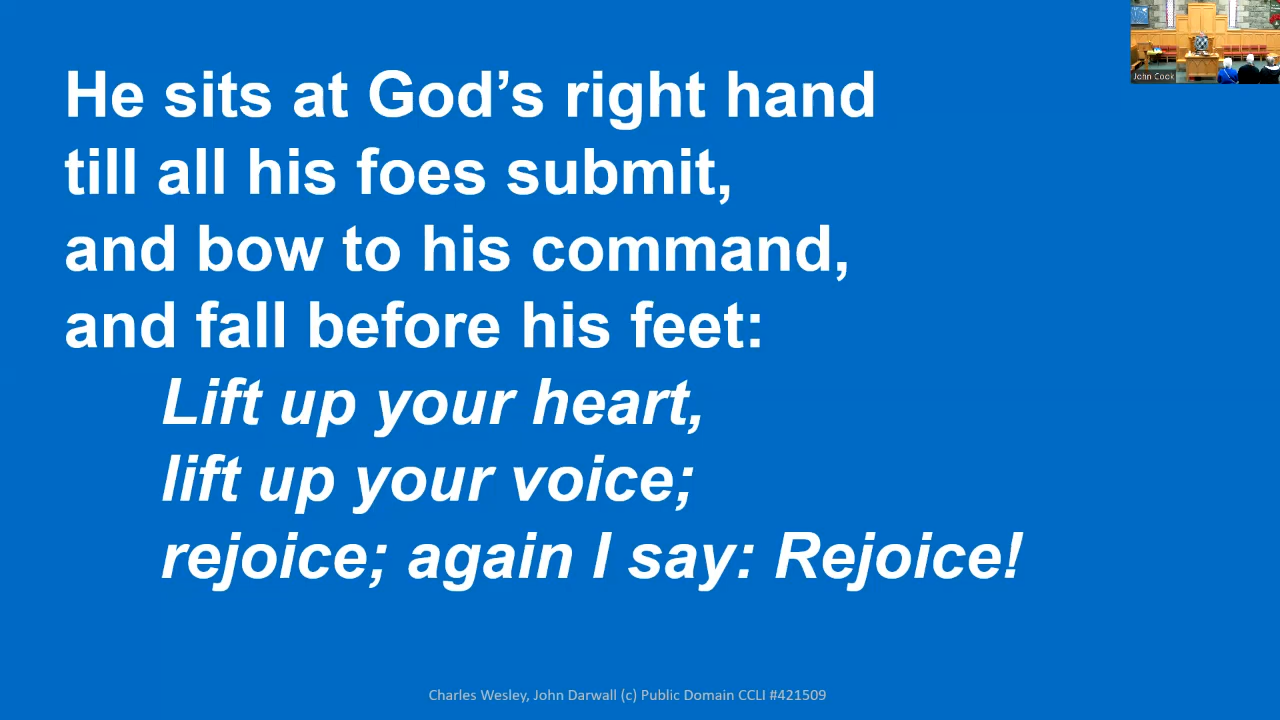 He sits at God’s right hand
till all his foes submit,
and bow to his command,
and fall before his feet:
Lift up your heart,
lift up your voice;
rejoice; again I say: Rejoice!
Charles Wesley, John Darwall (c) Public Domain CCLI #421509
John Cook